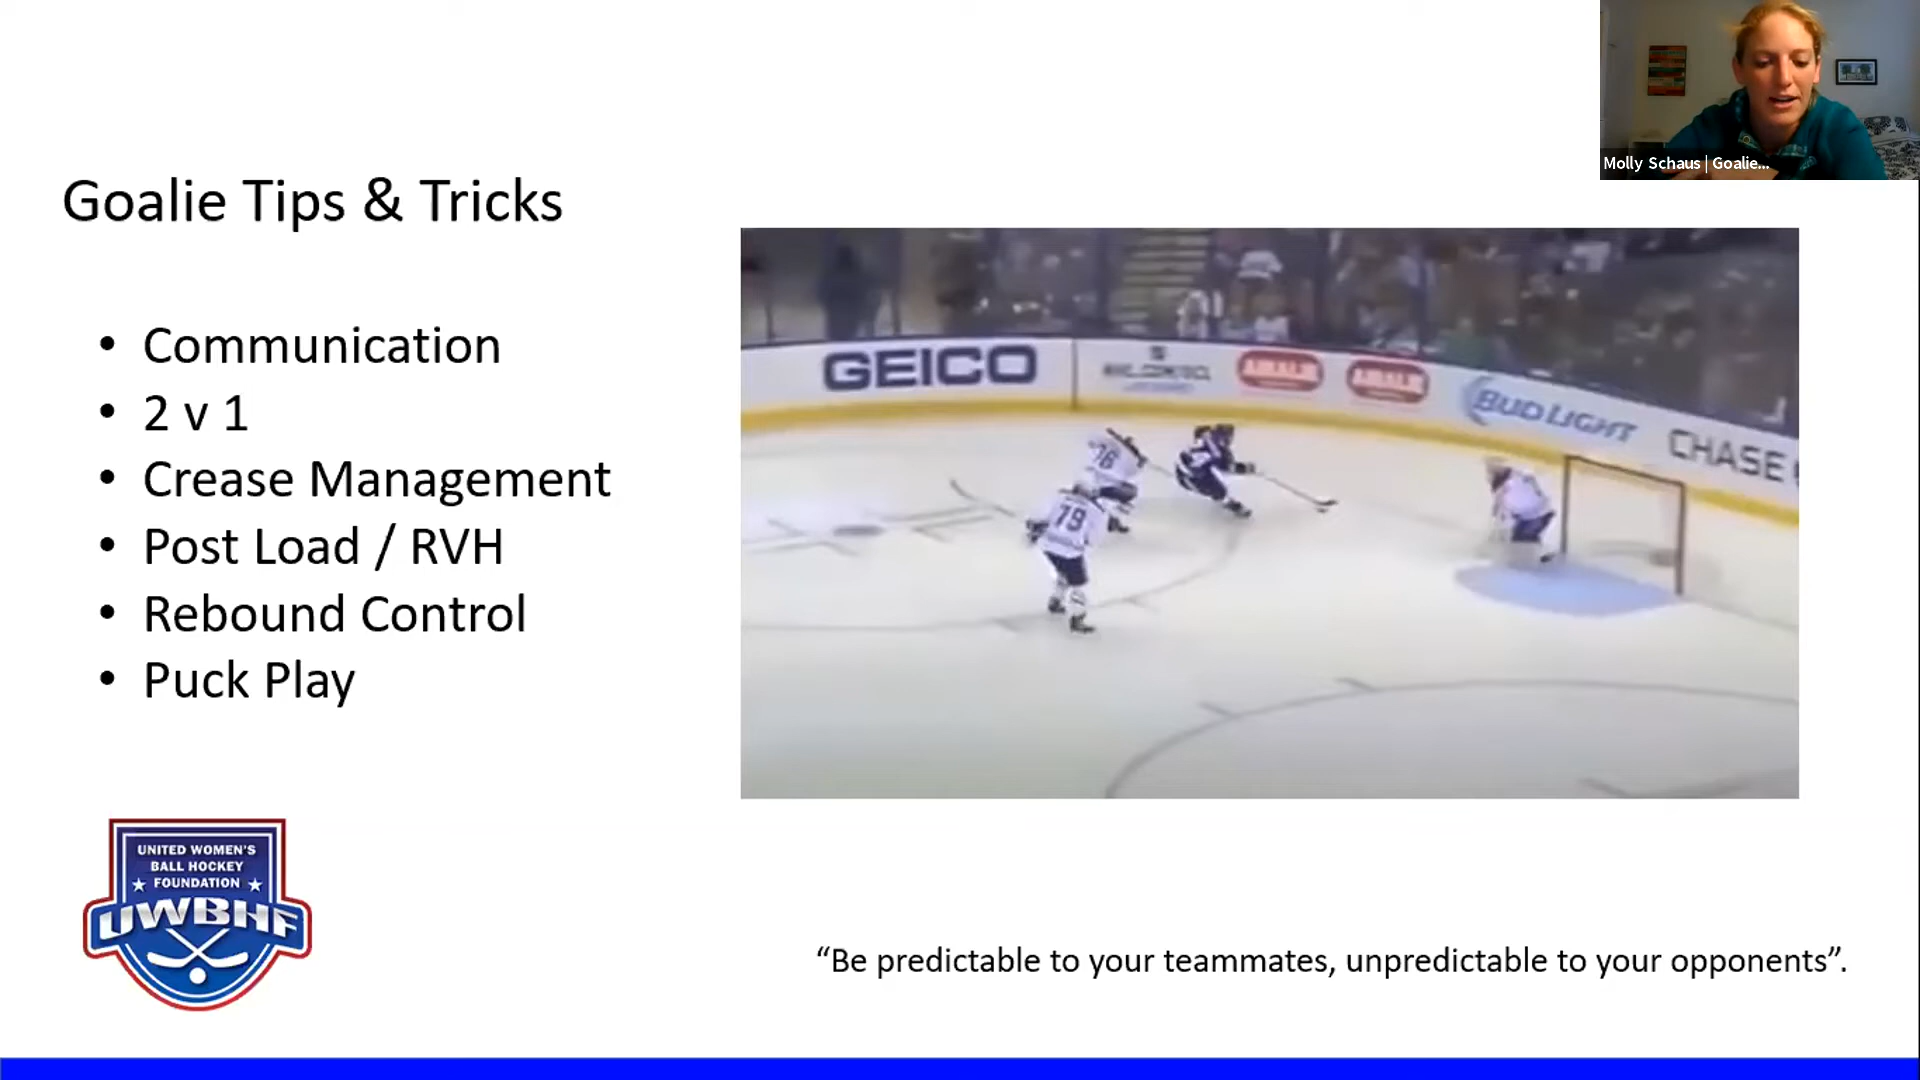 Molly Schaus | Goalie...
Goalie Tips & Tricks
• Communication
• 2 v 1
• Crease Management
• Post Load / RVH
• Rebound Control
• Puck Play
GEICO
BUD LIGHT
CHASE
76
79
UNITED WOMEN'S
BALL HOCKEY
FOUNDATION
UWBHF
“Be predictable to your teammates, unpredictable to your opponents”.